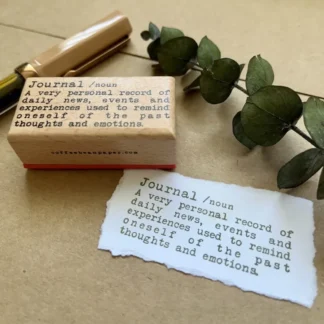 Journal /noun
A very personal record of
daily news, events and
experiences used to remind
oneself of the past
thoughts and emotions.
Journal /noun
A very personal record of
daily news, events and
experiences used to remind
oneself of the past
thoughts and emotions.